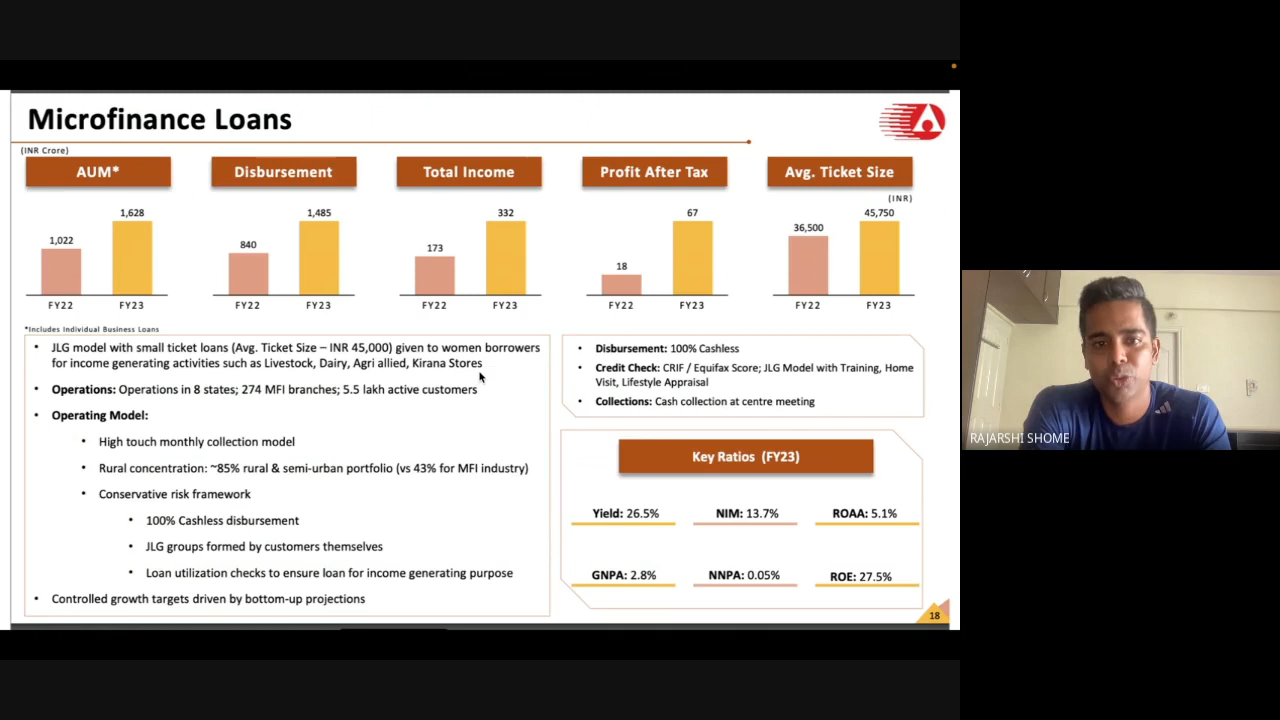 Microfinance Loans
(INR Crore)
AUM*
Disbursement
Total Income
Profit After Tax
Avg. Ticket Size
(INR)
1,022
1,628
FY22
FY23
840
1,485
FY22
FY23
173
332
FY22
FY23
18
67
FY22
FY23
36,500
45,750
FY22
FY23
*Includes Individual Business Loans
• JLG model with small ticket loans (Avg. Ticket Size – INR 45,000) given to women borrowers
for income generating activities such as Livestock, Dairy, Agri allied, Kirana Stores
• Operations: Operations in 8 states; 274 MFI branches; 5.5 lakh active customers
• Operating Model:
• High touch monthly collection model
• Rural concentration: ~85% rural & semi-urban portfolio (vs 43% for MFI industry)
• Conservative risk framework
• 100% Cashless disbursement
• JLG groups formed by customers themselves
• Loan utilization checks to ensure loan for income generating purpose
• Controlled growth targets driven by bottom-up projections
• Disbursement: 100% Cashless
• Credit Check: CRIF / Equifax Score; JLG Model with Training, Home
Visit, Lifestyle Appraisal
• Collections: Cash collection at centre meeting
Key Ratios (FY23)
Yield: 26.5%
NIM: 13.7%
ROAA: 5.1%
GNPA: 2.8%
NNPA: 0.05%
ROE: 27.5%
18
RAJARSHI SHOME